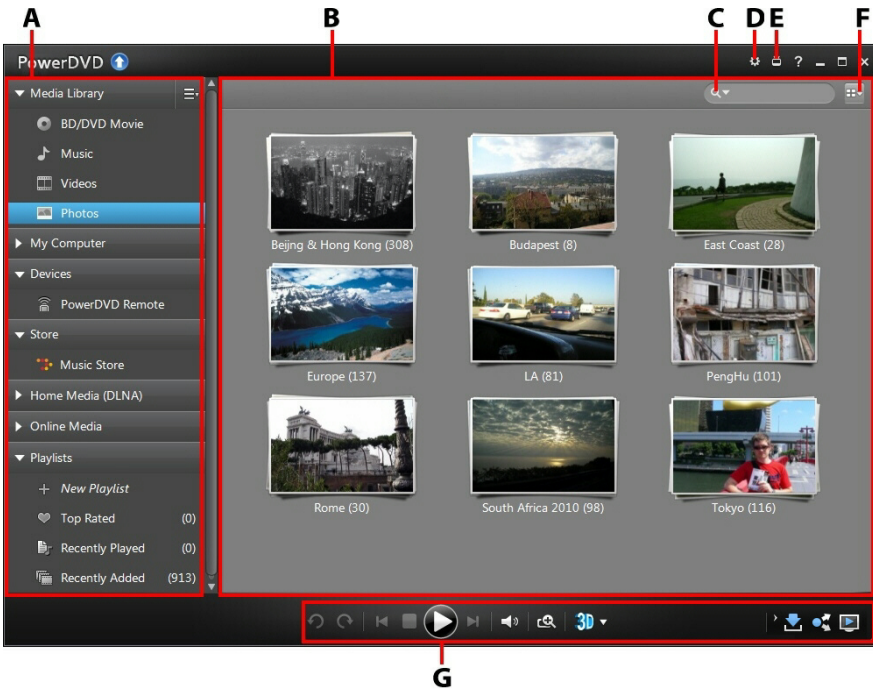 A B C D E F
PowerDVD ?
Media Library
BD/DVD Movie
Music
Videos
Photos
My Computer
Devices
PowerDVD Remote
Store
Music Store
Home Media (DLNA)
Online Media
Playlists
New Playlist
Top Rated (0)
Recently Played (0)
Recently Added (913)
Beijng & Hong Kong (308) Budapest (8) East Coast (28)
Europe (137) LA (81) PengHu (101)
Rome (30) South Africa 2010 (98) Tokyo (116)
3D
G